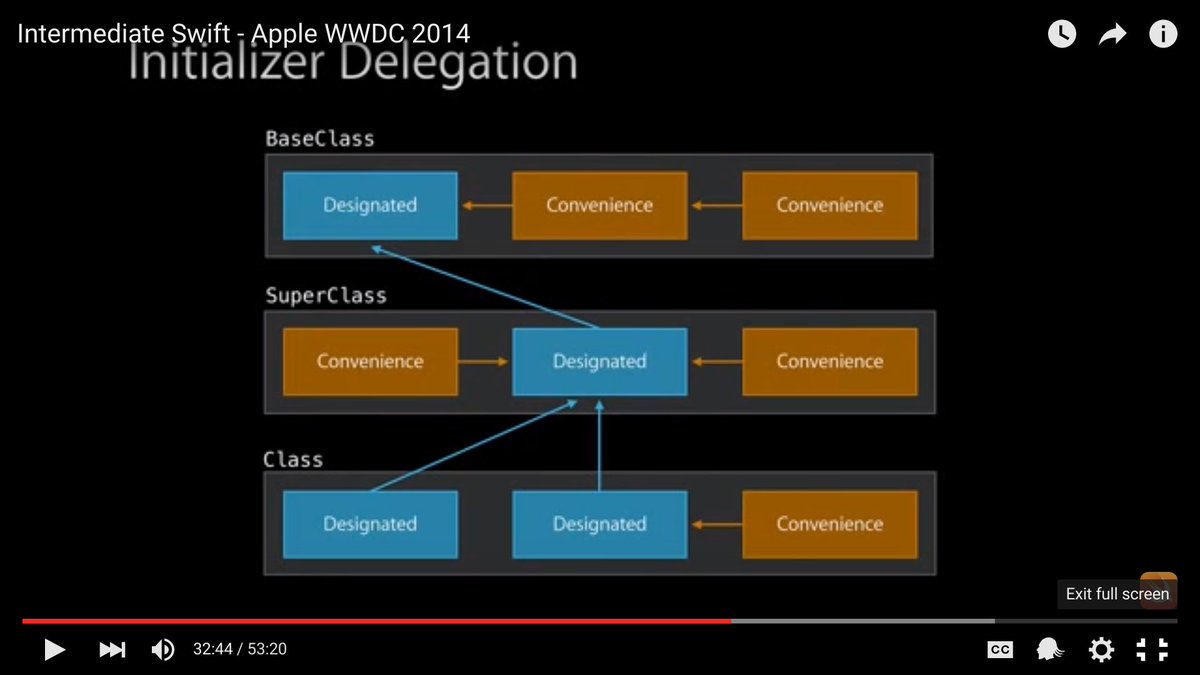 Intermediate Swift - Apple WWDC 2014
Initializer Delegation
BaseClass
Designated
Convenience
Convenience
SuperClass
Convenience
Designated
Convenience
Class
Designated
Designated
Convenience
Exit full screen
32:44 / 53:20
CC